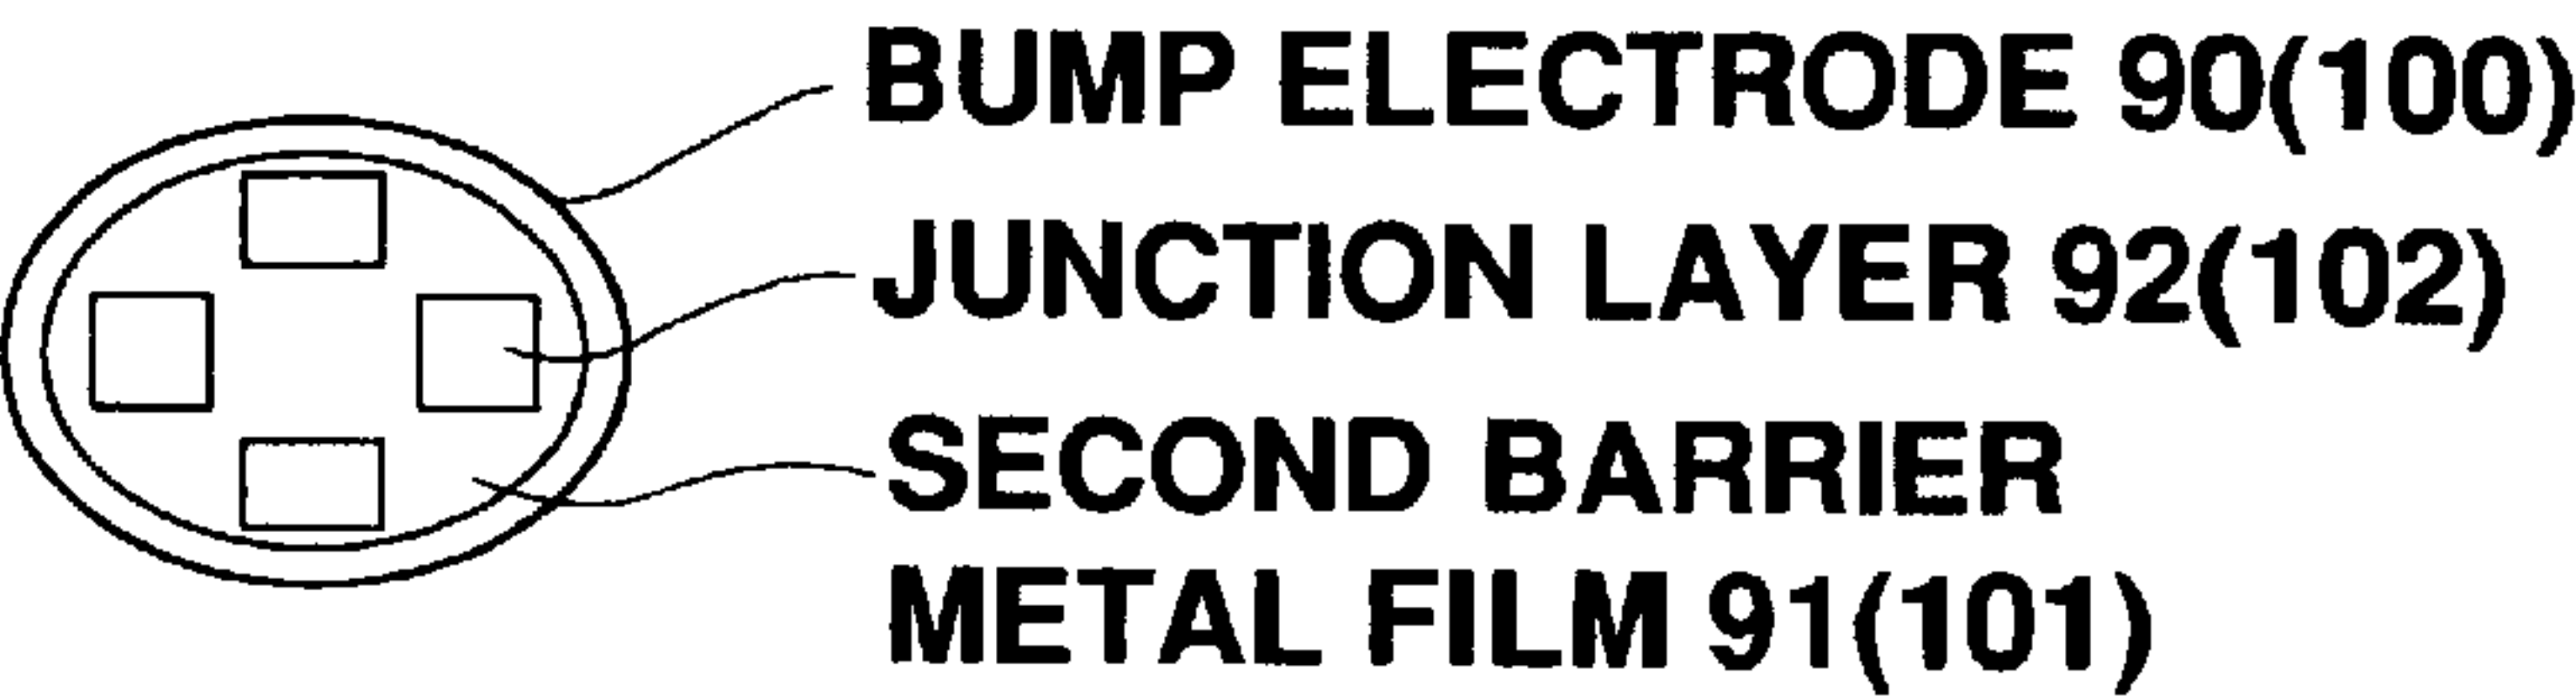 BUMP ELECTRODE 90(100)
JUNCTION LAYER 92(102)
SECOND BARRIER
METAL FILM 91(101)